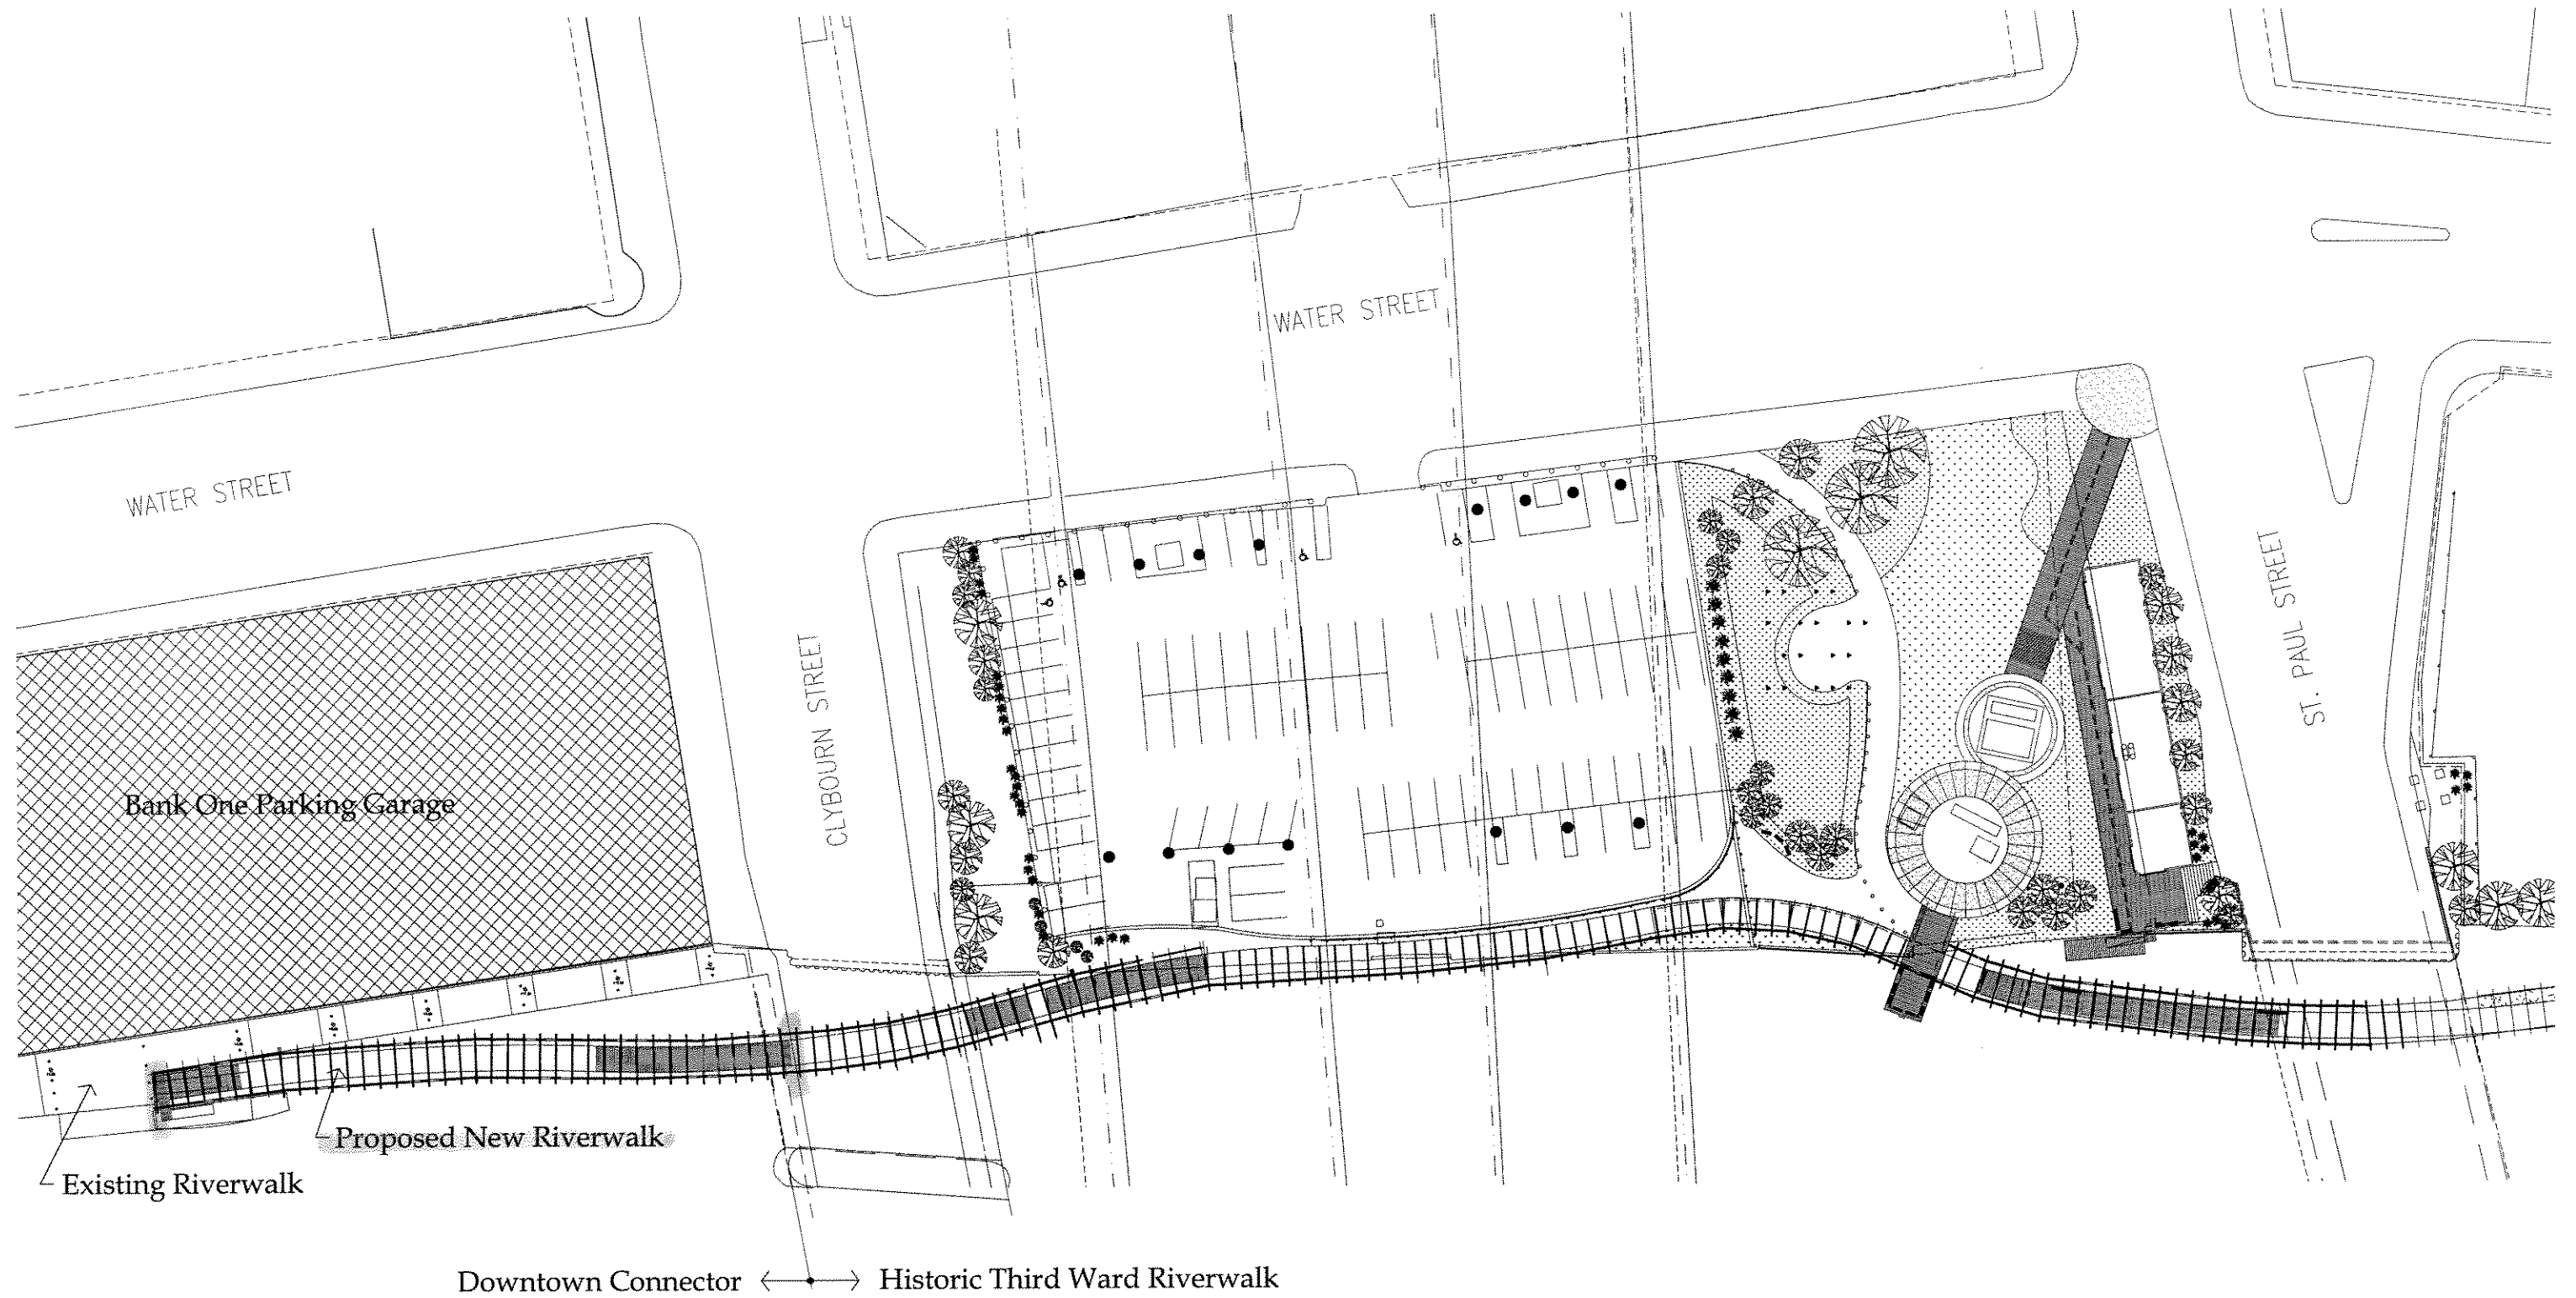 WATER STREET
WATER STREET
CLYBOURN STREET
ST. PAUL STREET
Bank One Parking Garage
Proposed New Riverwalk
Existing Riverwalk
Downtown Connector
Historic Third Ward Riverwalk